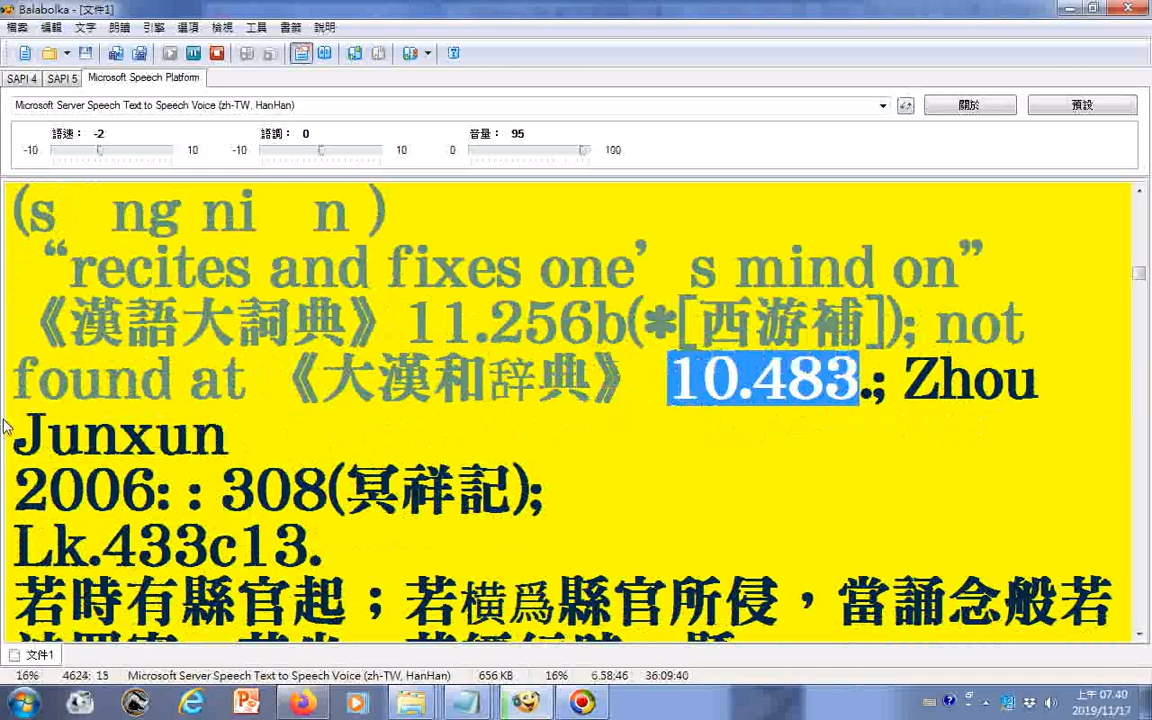 Balabolka - [文件1]
檔案 編輯 文字 朗讀 引擎 選項 檢視 工具 書籤 說明
SAPI 4 SAPI 5 Microsoft Speech Platform
Microsoft Server Speech Text to Speech Voice (zh-TW, HanHan) 關於 預設
語速： -2 語調： 0 音量： 95
-10 10 -10 10 0 100
(s ng ni n )
“recites and fixes one’s mind on”
《漢語大詞典》 11.256b(*[西游補]); not
found at 《大漢和辞典》 10.483.; Zhou
Junxun
2006: : 308(冥祥記);
Lk.433c13.
若時有縣官起；若橫爲縣官所侵，當誦念般若
文件1
16% 4624: 15 Microsoft Server Speech Text to Speech Voice (zh-TW, HanHan) 656 KB 16% 6:58:46 36:09:40
上午 07:40
2019/11/17